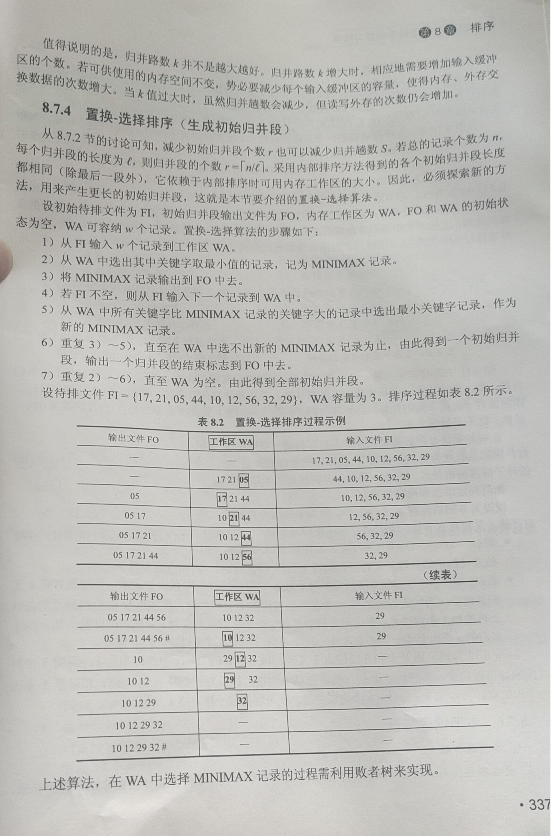 第8章 排序
值得说明的是，归并路数 k 并不是越大越好。归并路数 k 增大时，相应地需要增加输入缓冲
区的个数。若可供使用的内存空间不变，势必要减少每个输入缓冲区的容量，使得内存、外存交
换数据的次数增大。当 k 值过大时，虽然归并趟数会减少，但读写外存的次数仍会增加。
8.7.4 置换-选择排序（生成初始归并段）
从 8.7.2 节的讨论可知，减少初始归并段个数 r 也可以减少归并趟数 S。若总的记录个数为 n，
每个归并段的长度为 ℓ，则归并段的个数 r=⌈n/ℓ⌉。采用内部排序方法得到的各个初始归并段长度
都相同（除最后一段外），它依赖于内部排序时可用内存工作区的大小。因此，必须探索新的方
法，用来产生更长的初始归并段，这就是本节要介绍的置换-选择算法。
设初始待排文件为 FI，初始归并段输出文件为 FO，内存工作区为 WA，FO 和 WA 的初始状
态为空，WA 可容纳 w 个记录。置换-选择算法的步骤如下：
1）从 FI 输入 w 个记录到工作区 WA。
2）从 WA 中选出其中关键字取最小值的记录，记为 MINIMAX 记录。
3）将 MINIMAX 记录输出到 FO 中去。
4）若 FI 不空，则从 FI 输入下一个记录到 WA 中。
5）从 WA 中所有关键字比 MINIMAX 记录的关键字大的记录中选出最小关键字记录，作为
新的 MINIMAX 记录。
6）重复 3）～5），直至在 WA 中选不出新的 MINIMAX 记录为止，由此得到一个初始归并
段，输出一个归并段的结束标志到 FO 中去。
7）重复 2）～6），直至 WA 为空。由此得到全部初始归并段。
设待排文件 FI = {17, 21, 05, 44, 10, 12, 56, 32, 29}，WA 容量为 3。排序过程如表 8.2 所示。
表 8.2 置换-选择排序过程示例
输出文件 FO 工作区 WA 输入文件 FI
— — 17, 21, 05, 44, 10, 12, 56, 32, 29
— 17 21 05 44, 10, 12, 56, 32, 29
05 17 21 44 10, 12, 56, 32, 29
05 17 10 21 44 12, 56, 32, 29
05 17 21 10 12 44 56, 32, 29
05 17 21 44 10 12 56 32, 29
（续表）
输出文件 FO 工作区 WA 输入文件 FI
05 17 21 44 56 10 12 32 29
05 17 21 44 56 # 10 12 32 29
10 29 12 32 —
10 12 29 32 —
10 12 29 32 —
10 12 29 32 — —
10 12 29 32 # — —
上述算法，在 WA 中选择 MINIMAX 记录的过程需利用败者树来实现。
· 337